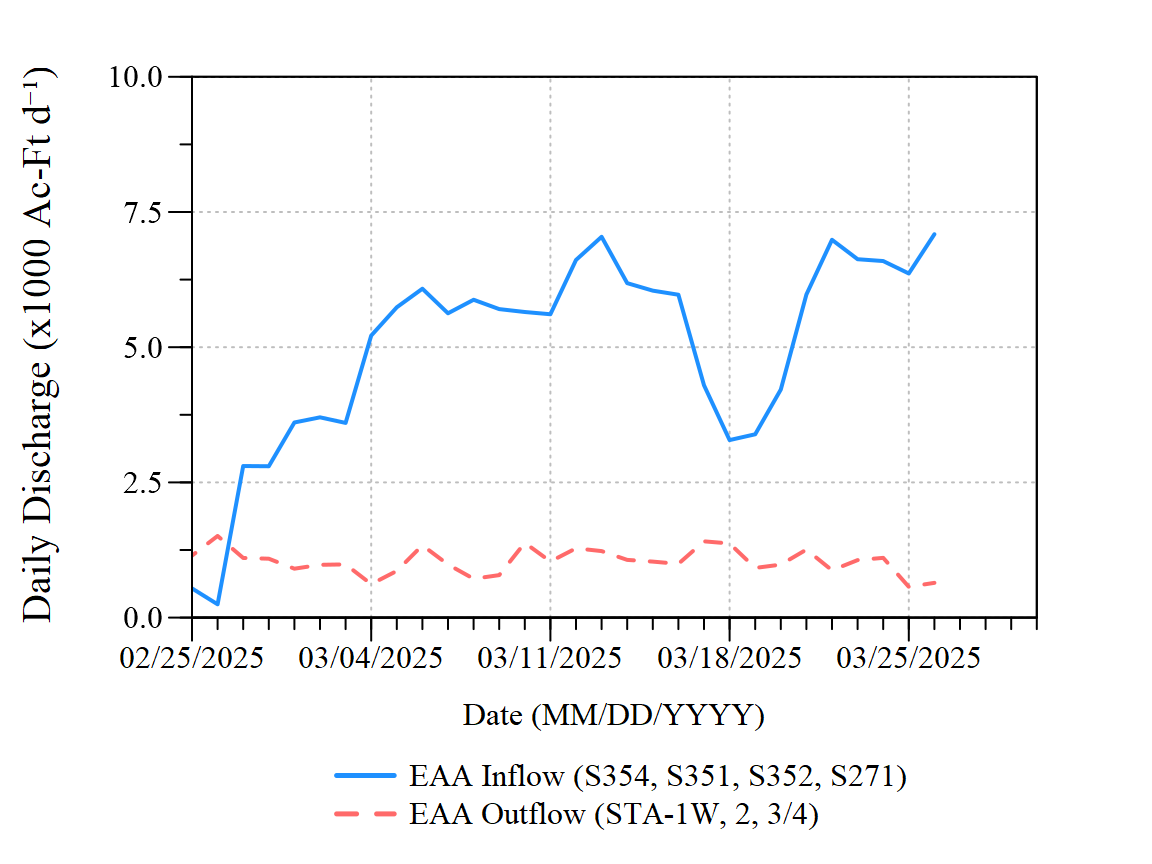 Daily Discharge (x1000 Ac-Ft d⁻¹)
10.0
7.5
5.0
2.5
0.0
02/25/2025 03/04/2025 03/11/2025 03/18/2025 03/25/2025
Date (MM/DD/YYYY)
EAA Inflow (S354, S351, S352, S271)
EAA Outflow (STA-1W, 2, 3/4)